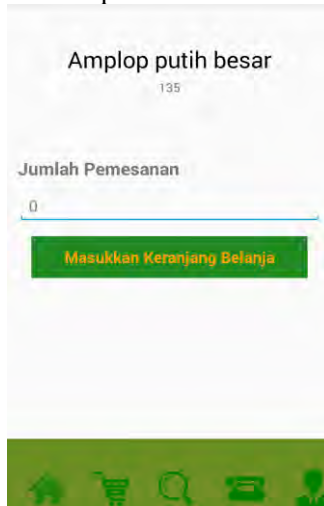 Amplop putih besar
135
Jumlah Pemesanan
0
Masukkan Keranjang Belanja